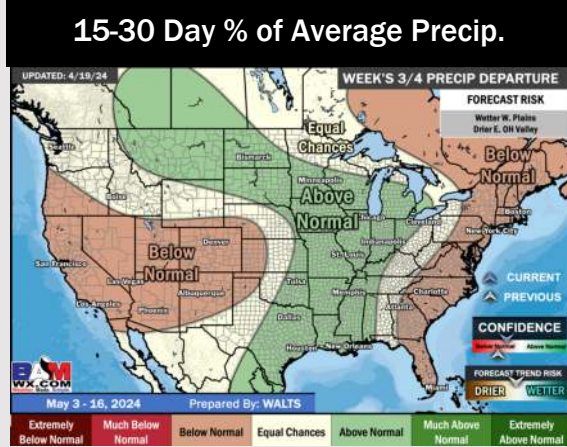 15-30 Day % of Average Precip.
UPDATED: 4/19/24
WEEK'S 3/4 PRECIP DEPARTURE
FORECAST RISK
Wetter W. Plains
Drier E. OH Valley
Equal
Chances
Seattle
Bismarck
Below
Normal
Minneapolis
Boise
Above
Normal
Boston
Chicago
Cleveland
New York City
Below
Normal
Denver
Indianapolis
San Francisco
St. Louis
CURRENT
Las Vegas
Tulsa
PREVIOUS
Albuquerque
Memphis
Charlotte
Los Angeles
Phoenix
Atlanta
Dallas
CONFIDENCE
Below Normal
Above Normal
Houston
New Orleans
FORECAST TREND RISK
BAM
WX.COM
Miami
DRIER
WETTER
May 3 - 16, 2024
Prepared By: WALTS
Extremely
Below Normal
Much Below
Normal
Below Normal
Equal Chances
Above Normal
Much Above
Normal
Extremely
Above Normal